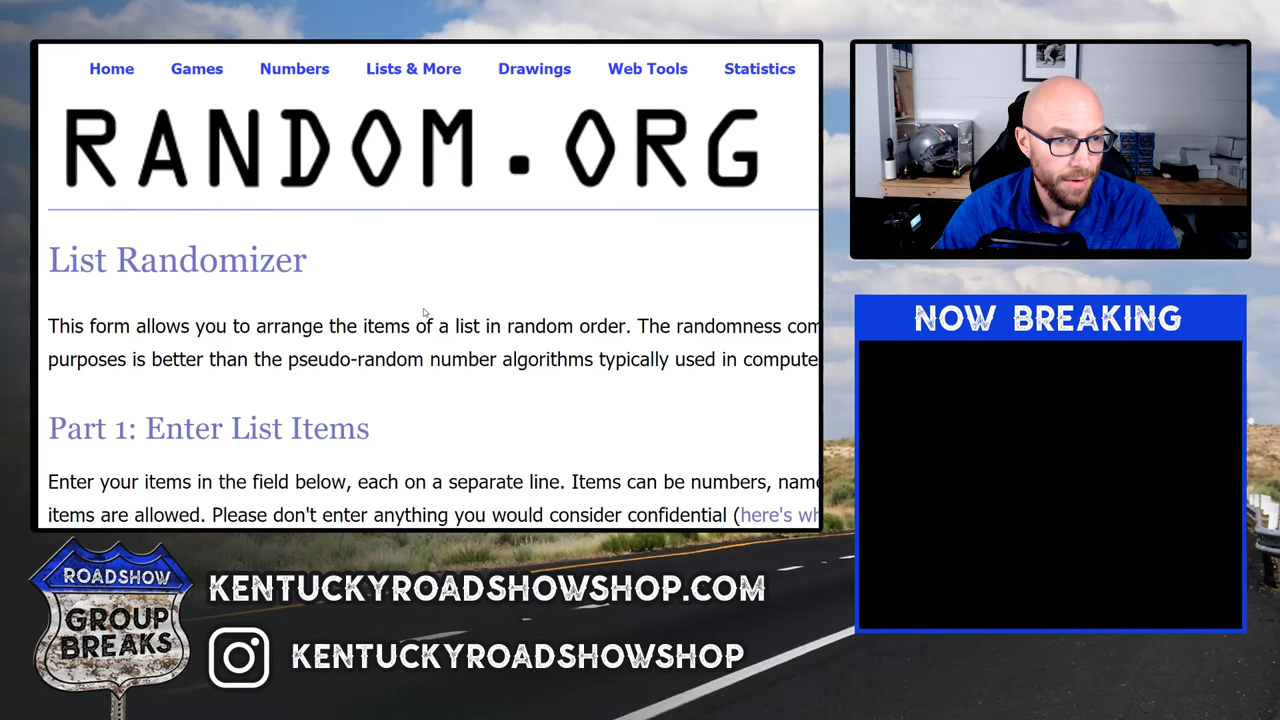 Home Games Numbers Lists & More Drawings Web Tools Statistics
RANDOM.ORG
List Randomizer
This form allows you to arrange the items of a list in random order. The randomness com
purposes is better than the pseudo-random number algorithms typically used in compute
Part 1: Enter List Items
Enter your items in the field below, each on a separate line. Items can be numbers, name
items are allowed. Please don't enter anything you would consider confidential (here's wh
NOW BREAKING
ROADSHOW
GROUP
BREAKS
KENTUCKYROADSHOWSHOP.COM
KENTUCKYROADSHOWSHOP